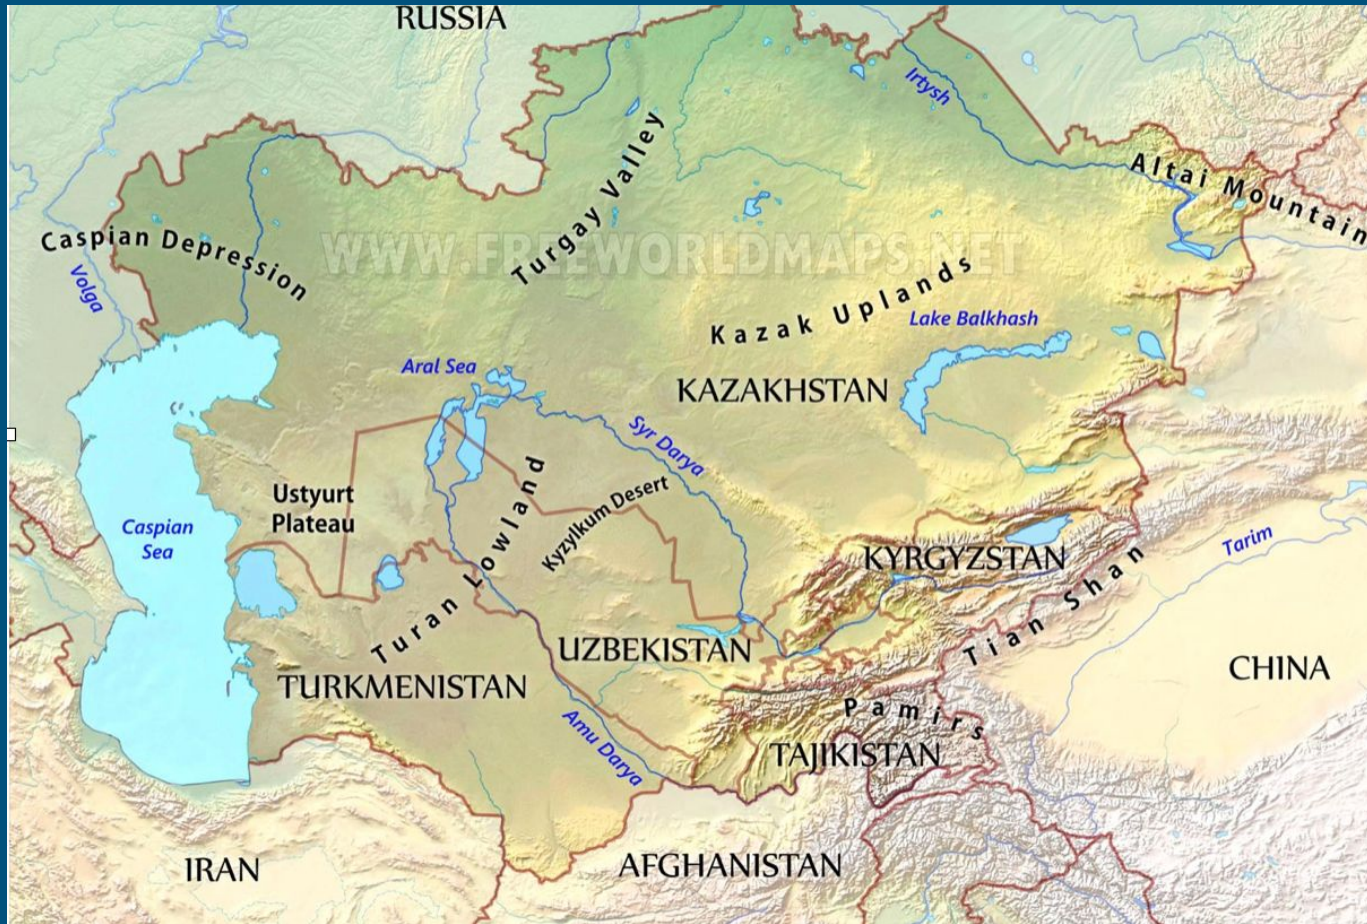 RUSSIA
Irtysh
Altai Mountain
Turgay Valley
Caspian Depression
WWW.FREEWORLDMAPS.NET
Volga
Kazak Uplands
Lake Balkhash
Aral Sea
KAZAKHSTAN
Syr Darya
Ustyurt
Plateau
Kyzylkum Desert
Caspian
Sea
Turan Lowland
KYRGYZSTAN
Tarim
Tian Shan
UZBEKISTAN
CHINA
TURKMENISTAN
Pamirs
Amu Darya
TAJIKISTAN
IRAN
AFGHANISTAN